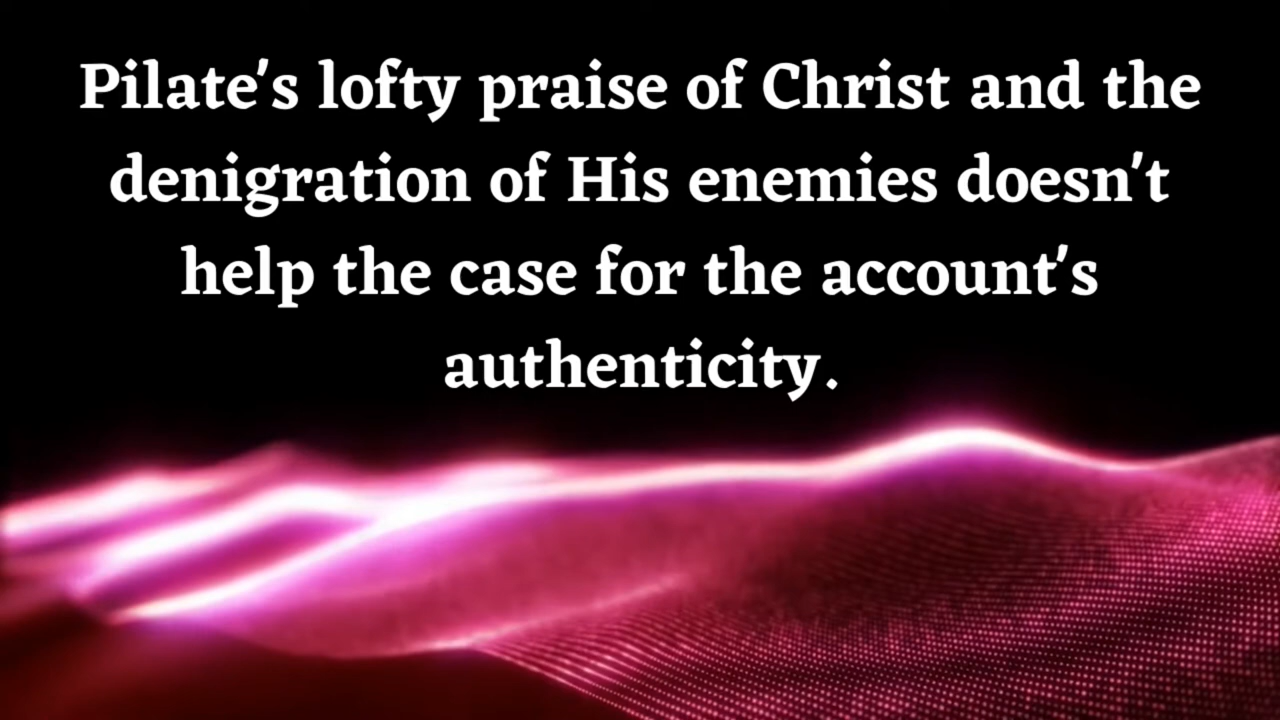 Pilate's lofty praise of Christ and the
denigration of His enemies doesn't
help the case for the account's
authenticity.